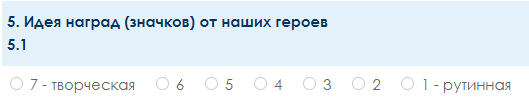 5. Идея наград (значков) от наших героев
5.1
7 - творческая 6 5 4 3 2 1 - рутинная